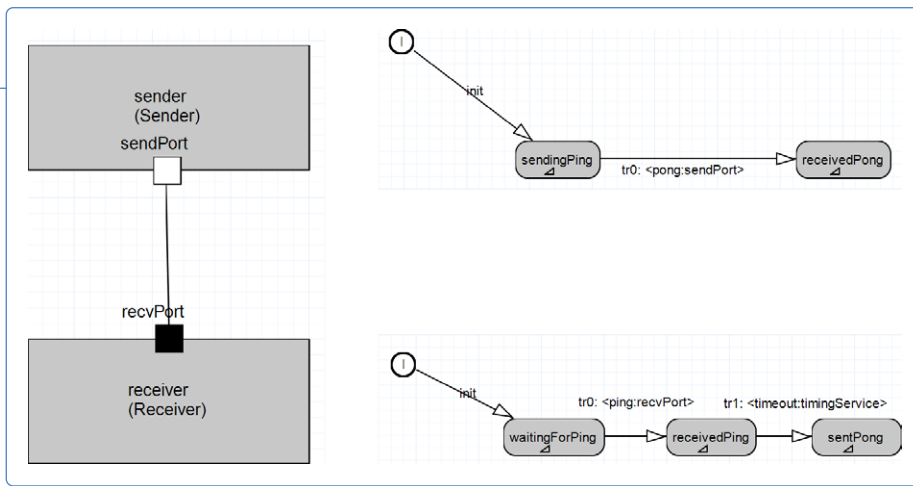 sender
(Sender)
sendPort
recvPort
receiver
(Receiver)
I
init
sendingPing
tr0: <pong:sendPort>
receivedPong
I
init
tr0: <ping:recvPort>
tr1: <timeout:timingService>
waitingForPing
receivedPing
sentPong